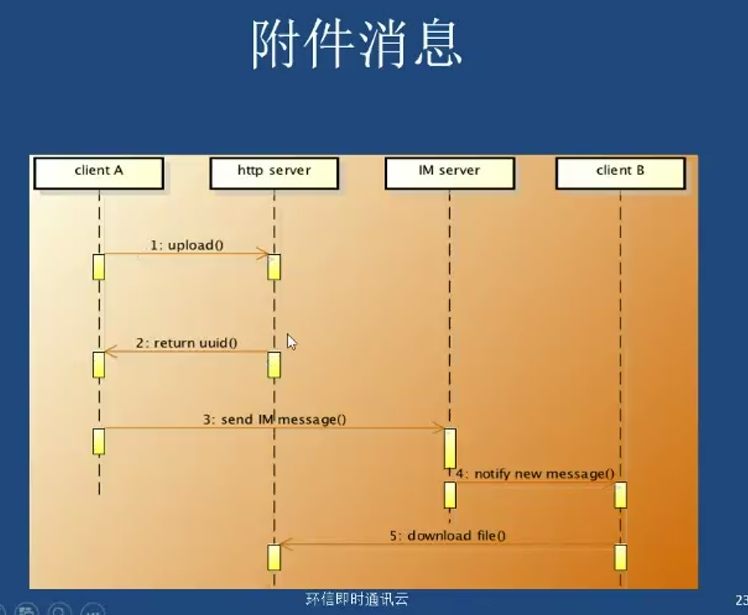 附件消息
client A
http server
IM server
client B
1: upload()
2: return uuid()
3: send IM message()
4: notify new message()
5: download file()
环信即时通讯云
23